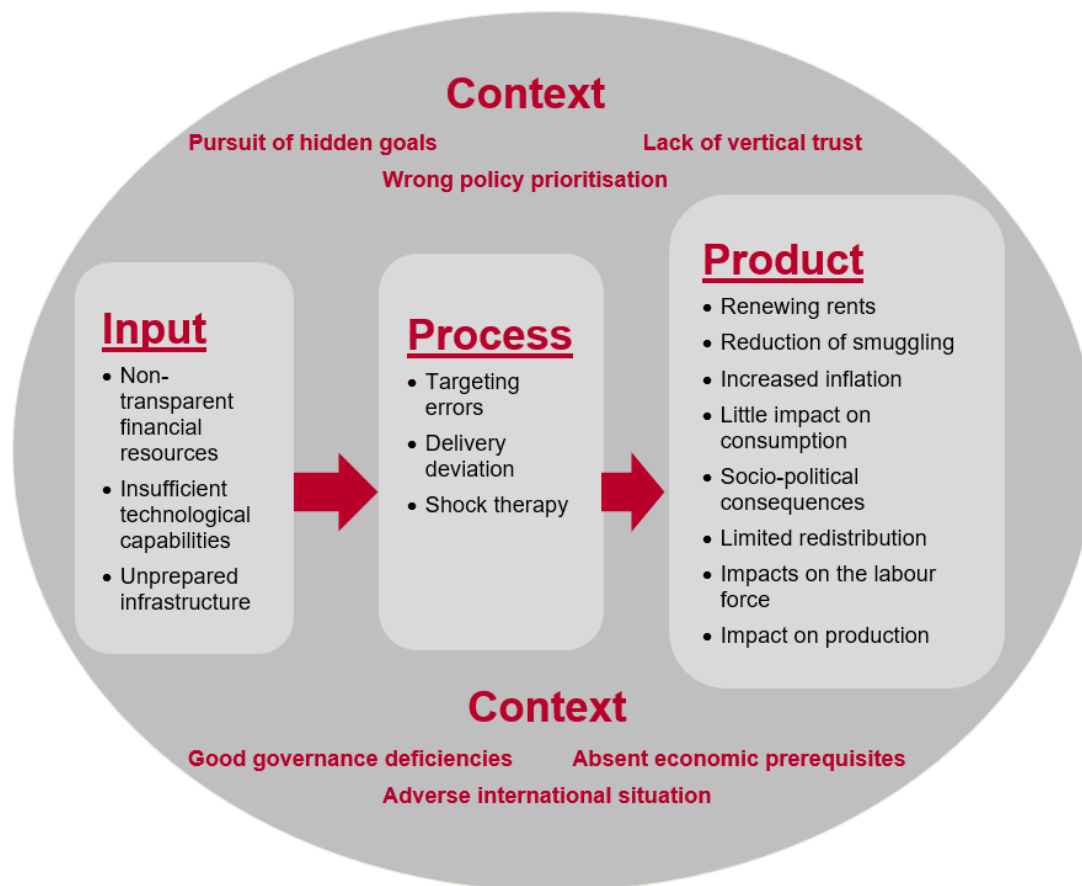 Context
Pursuit of hidden goals
Lack of vertical trust
Wrong policy prioritisation
Input
• Non-
transparent
financial
resources
• Insufficient
technological
capabilities
• Unprepared
infrastructure
Process
• Targeting
errors
• Delivery
deviation
• Shock therapy
Product
• Renewing rents
• Reduction of smuggling
• Increased inflation
• Little impact on
consumption
• Socio-political
consequences
• Limited redistribution
• Impacts on the labour
force
• Impact on production
Context
Good governance deficiencies
Absent economic prerequisites
Adverse international situation